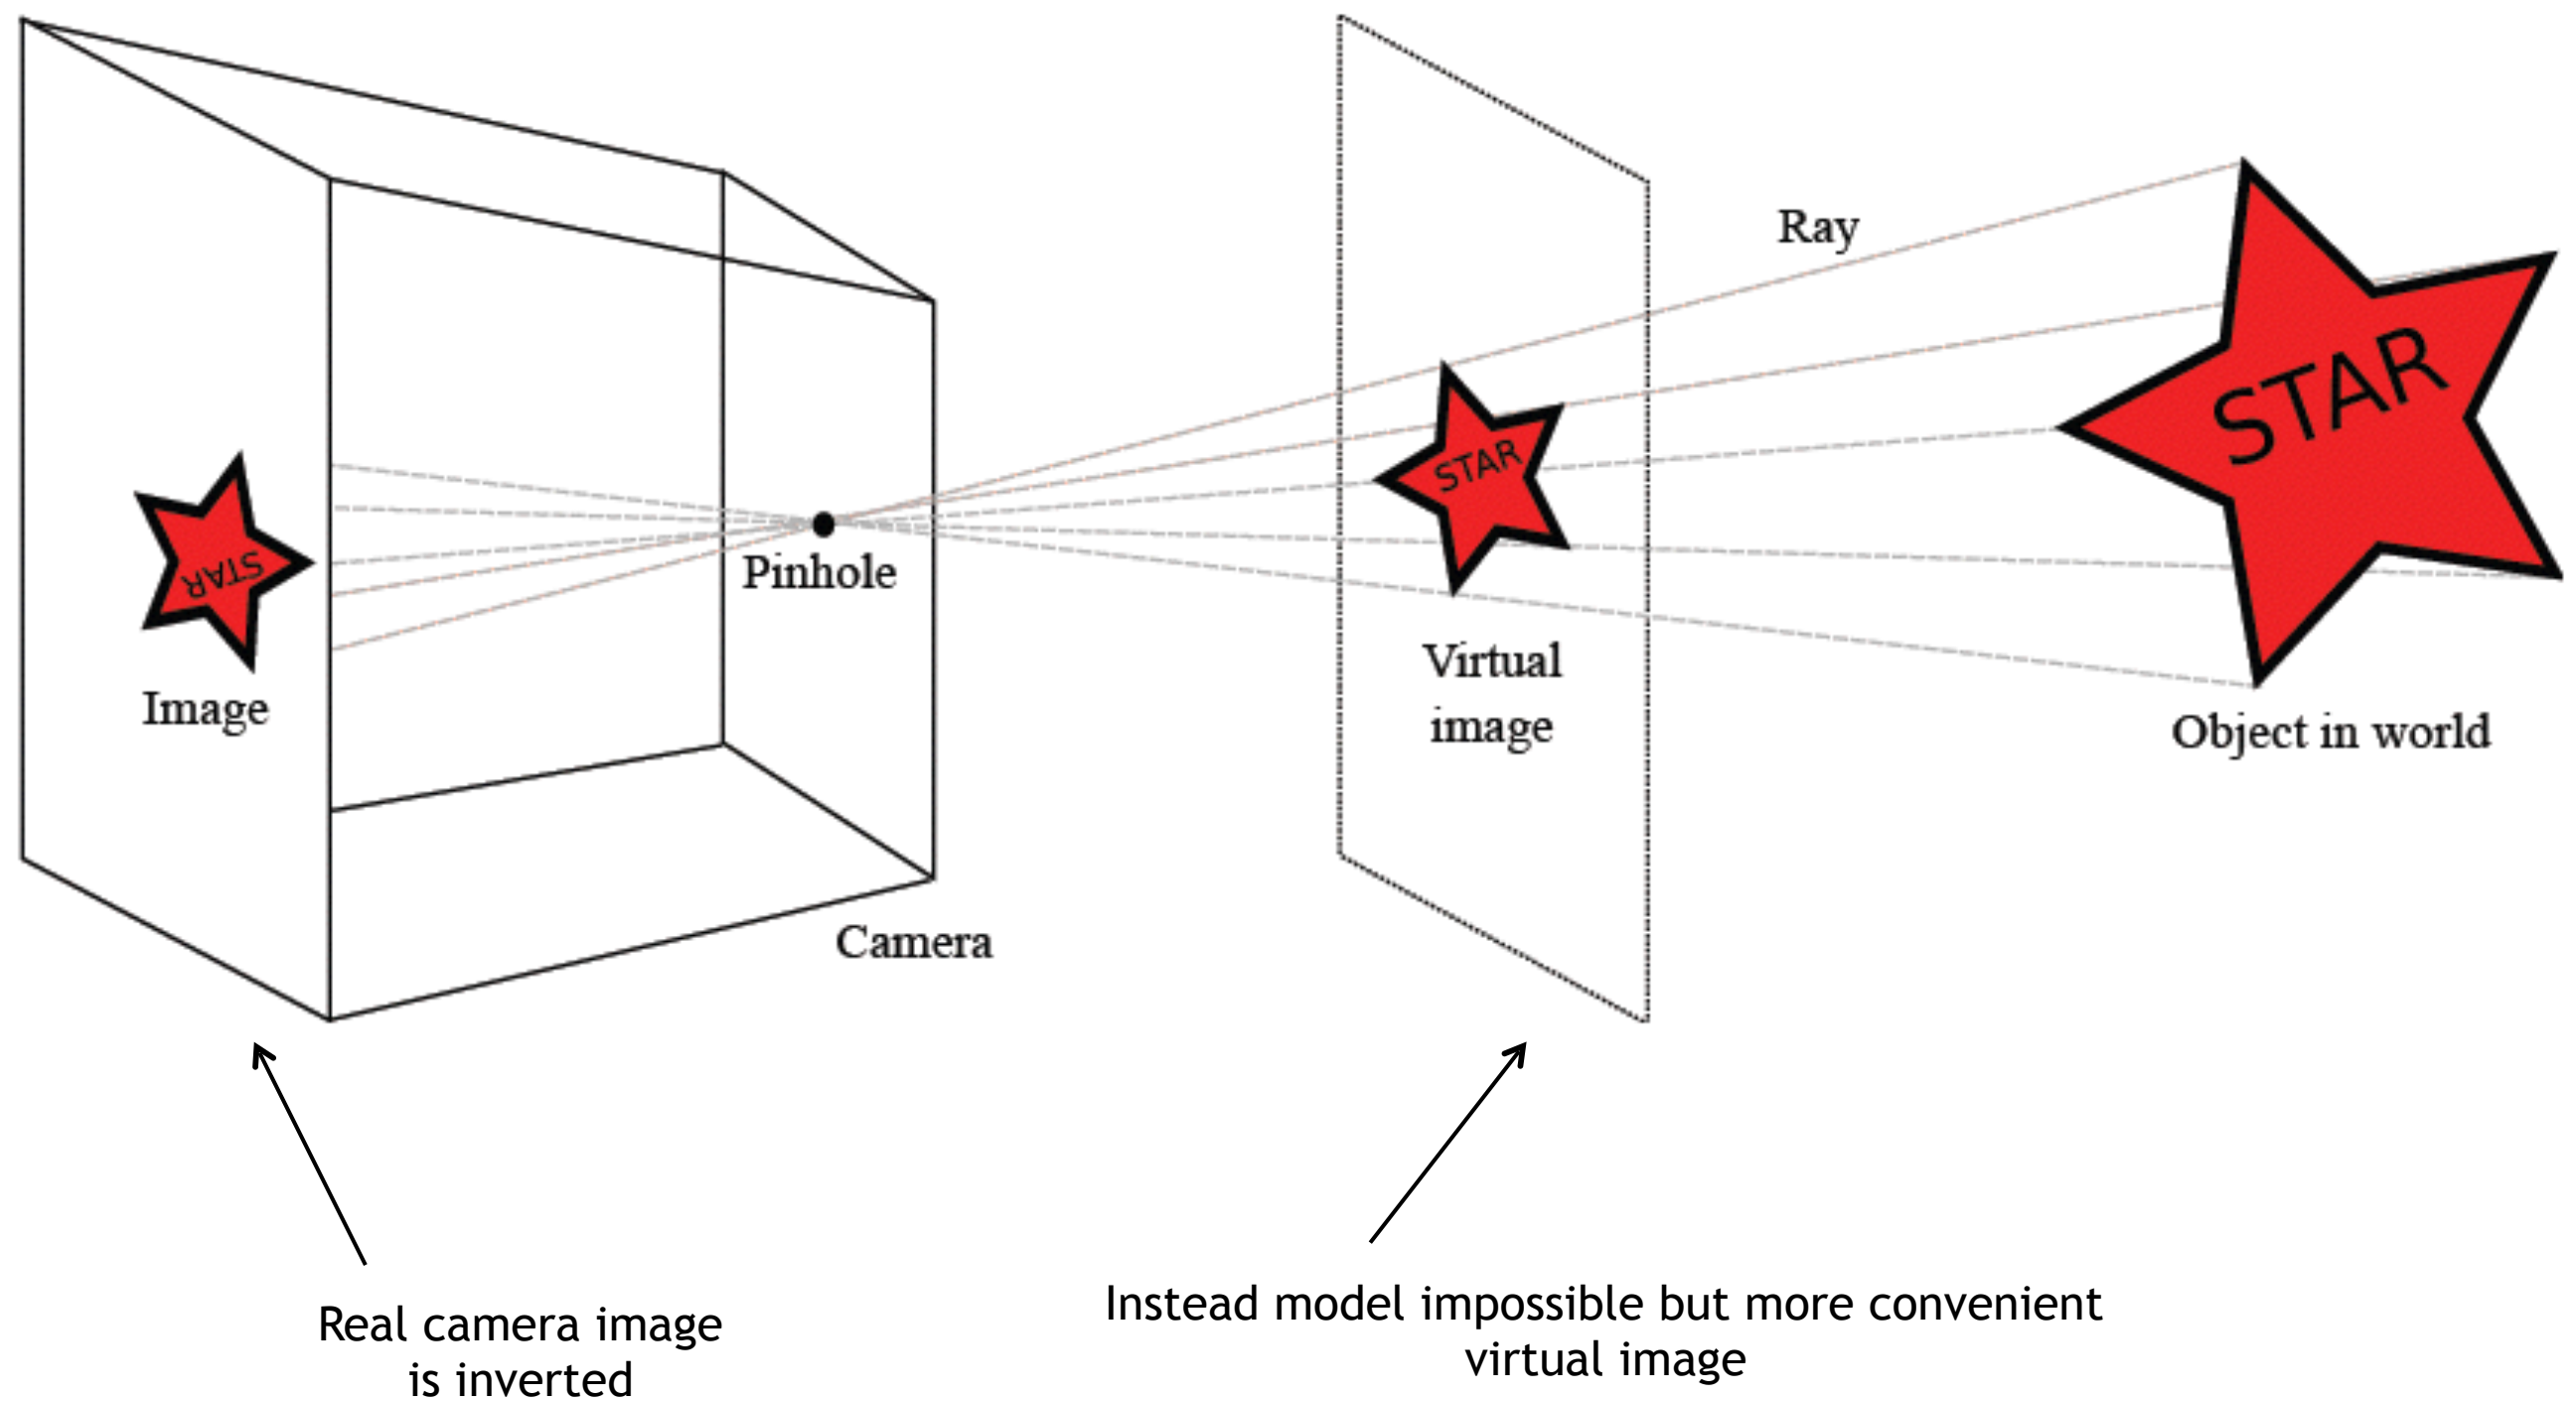 Ray
STAR
STAR
STAR
Pinhole
Image
Virtual
image
Object in world
Camera
Real camera image
is inverted
Instead model impossible but more convenient
virtual image